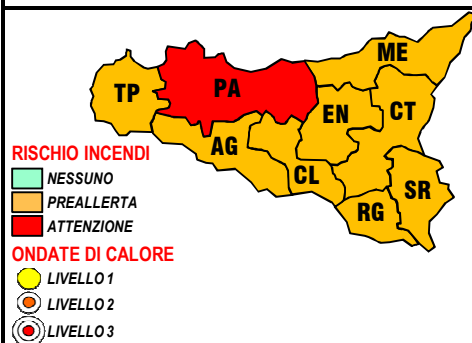 ME
TP
PA
EN
CT
AG
CL
SR
RG
RISCHIO INCENDI
NESSUNO
PREALLERTA
ATTENZIONE
ONDATE DI CALORE
LIVELLO 1
LIVELLO 2
LIVELLO 3